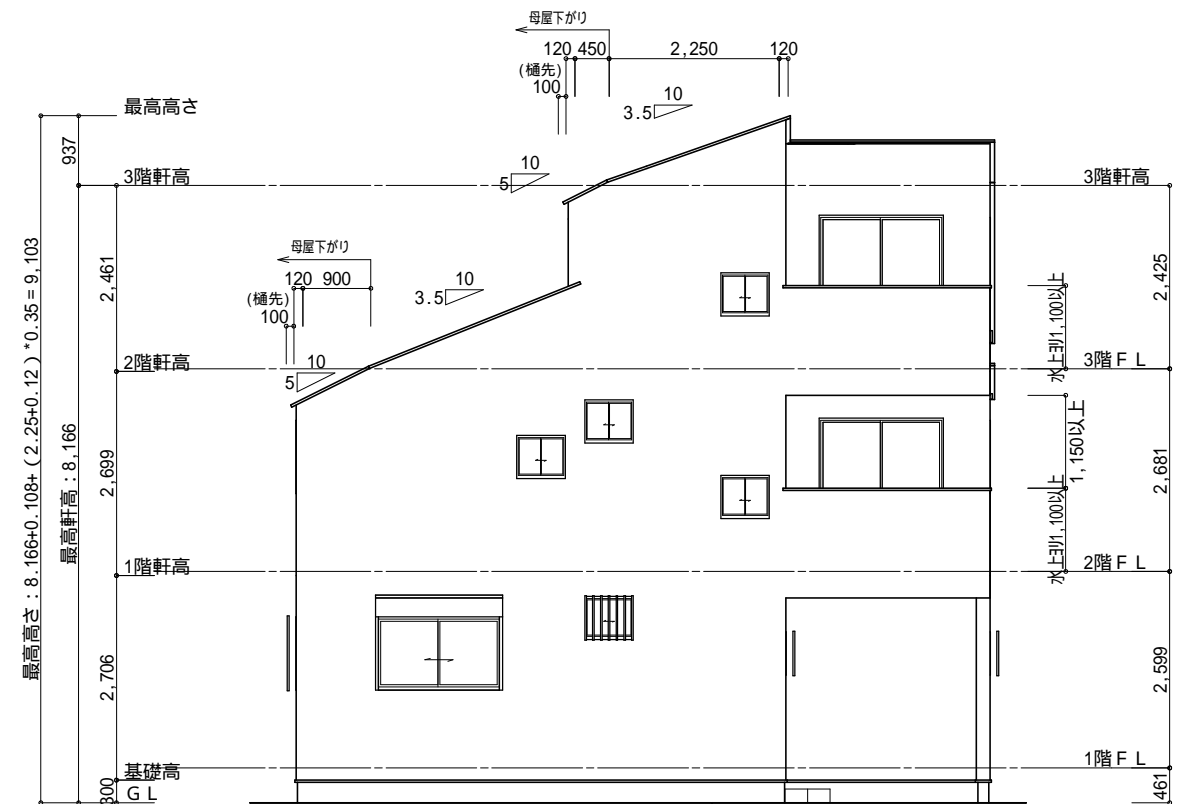 母屋下がり
120 450 2,250 120
(樋先)
100
10
3.5
最高高さ
937
10
5
3階軒高
3階軒高
母屋下がり
120 900
(樋先)
100
10
3.5
2,461
2,425
水上ヨリ1,100以上
2階軒高
10
5
3階ＦＬ
最高高さ：8.166+0.108+(2.25+0.12)*0.35=9,103
最高軒高：8,166
2,699
1,150以上
2,681
水上ヨリ1,100以上
1階軒高
2階ＦＬ
2,706
2,599
基礎高
1階ＦＬ
300
ＧＬ
461